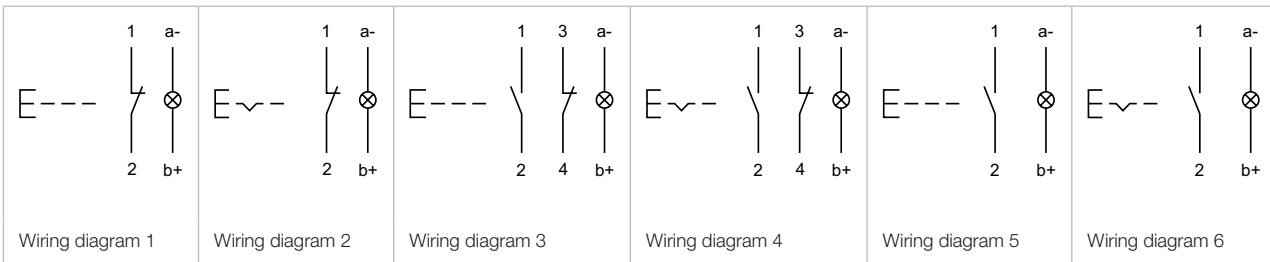 1 a-
2 b+
Wiring diagram 1
1 a-
2 b+
Wiring diagram 2
1 3 a-
2 4 b+
Wiring diagram 3
1 3 a-
2 4 b+
Wiring diagram 4
1 a-
2 b+
Wiring diagram 5
1 a-
2 b+
Wiring diagram 6